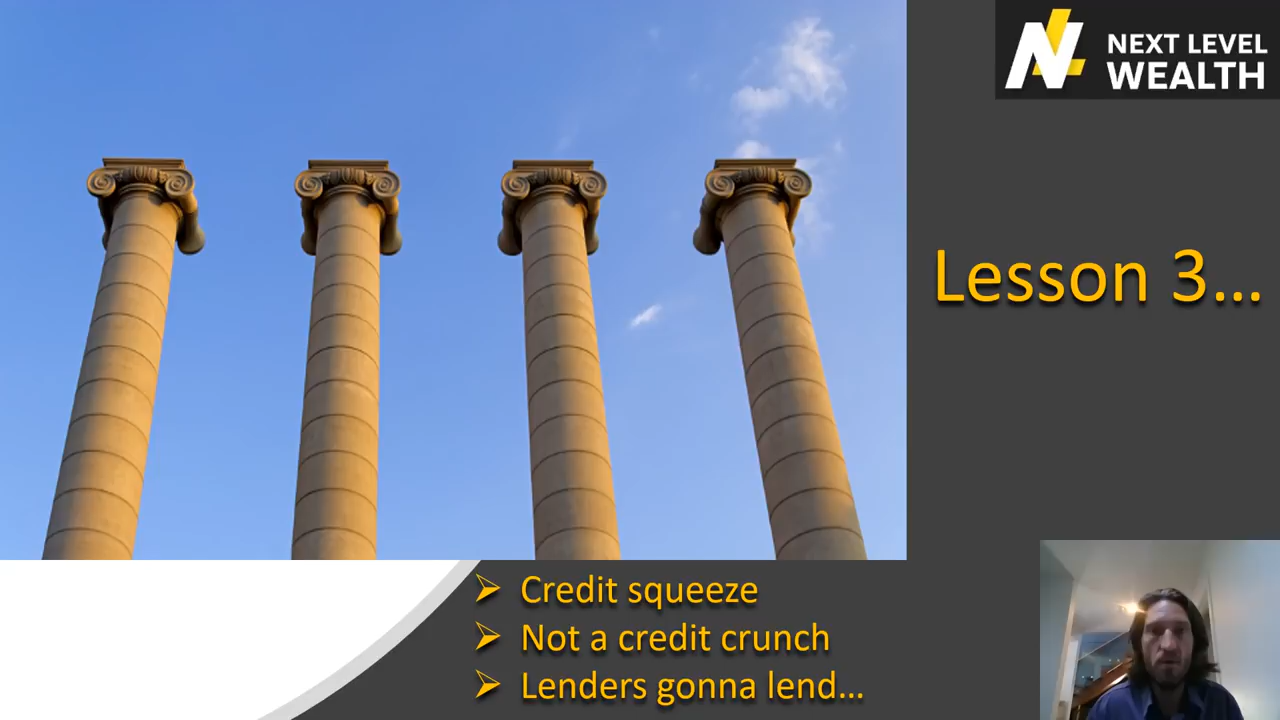 NEXT LEVEL
WEALTH
Lesson 3...
Credit squeeze
Not a credit crunch
Lenders gonna lend...